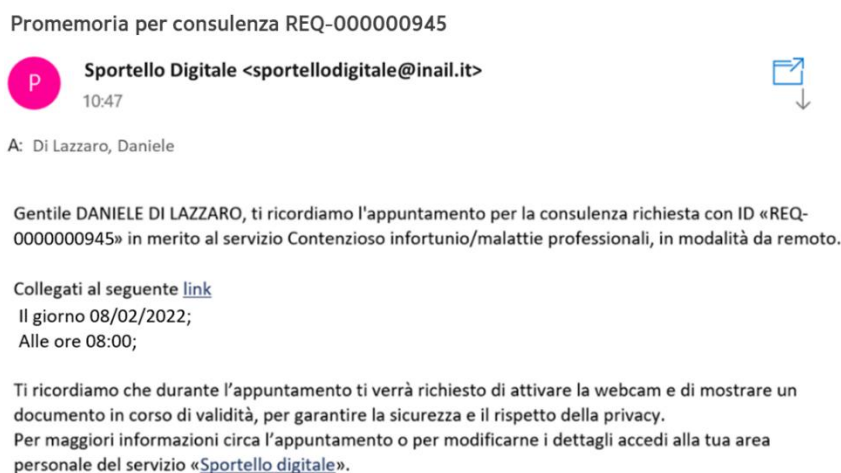 Promemoria per consulenza REQ-000000945
P
Sportello Digitale <sportellodigitale@inail.it>
10:47
A: Di Lazzaro, Daniele
Gentile DANIELE DI LAZZARO, ti ricordiamo l'appuntamento per la consulenza richiesta con ID «REQ-
0000000945» in merito al servizio Contenzioso infortunio/malattie professionali, in modalità da remoto.
Collegati al seguente link
Il giorno 08/02/2022;
Alle ore 08:00;
Ti ricordiamo che durante l’appuntamento ti verrà richiesto di attivare la webcam e di mostrare un
documento in corso di validità, per garantire la sicurezza e il rispetto della privacy.
Per maggiori informazioni circa l’appuntamento o per modificarne i dettagli accedi alla tua area
personale del servizio «Sportello digitale».